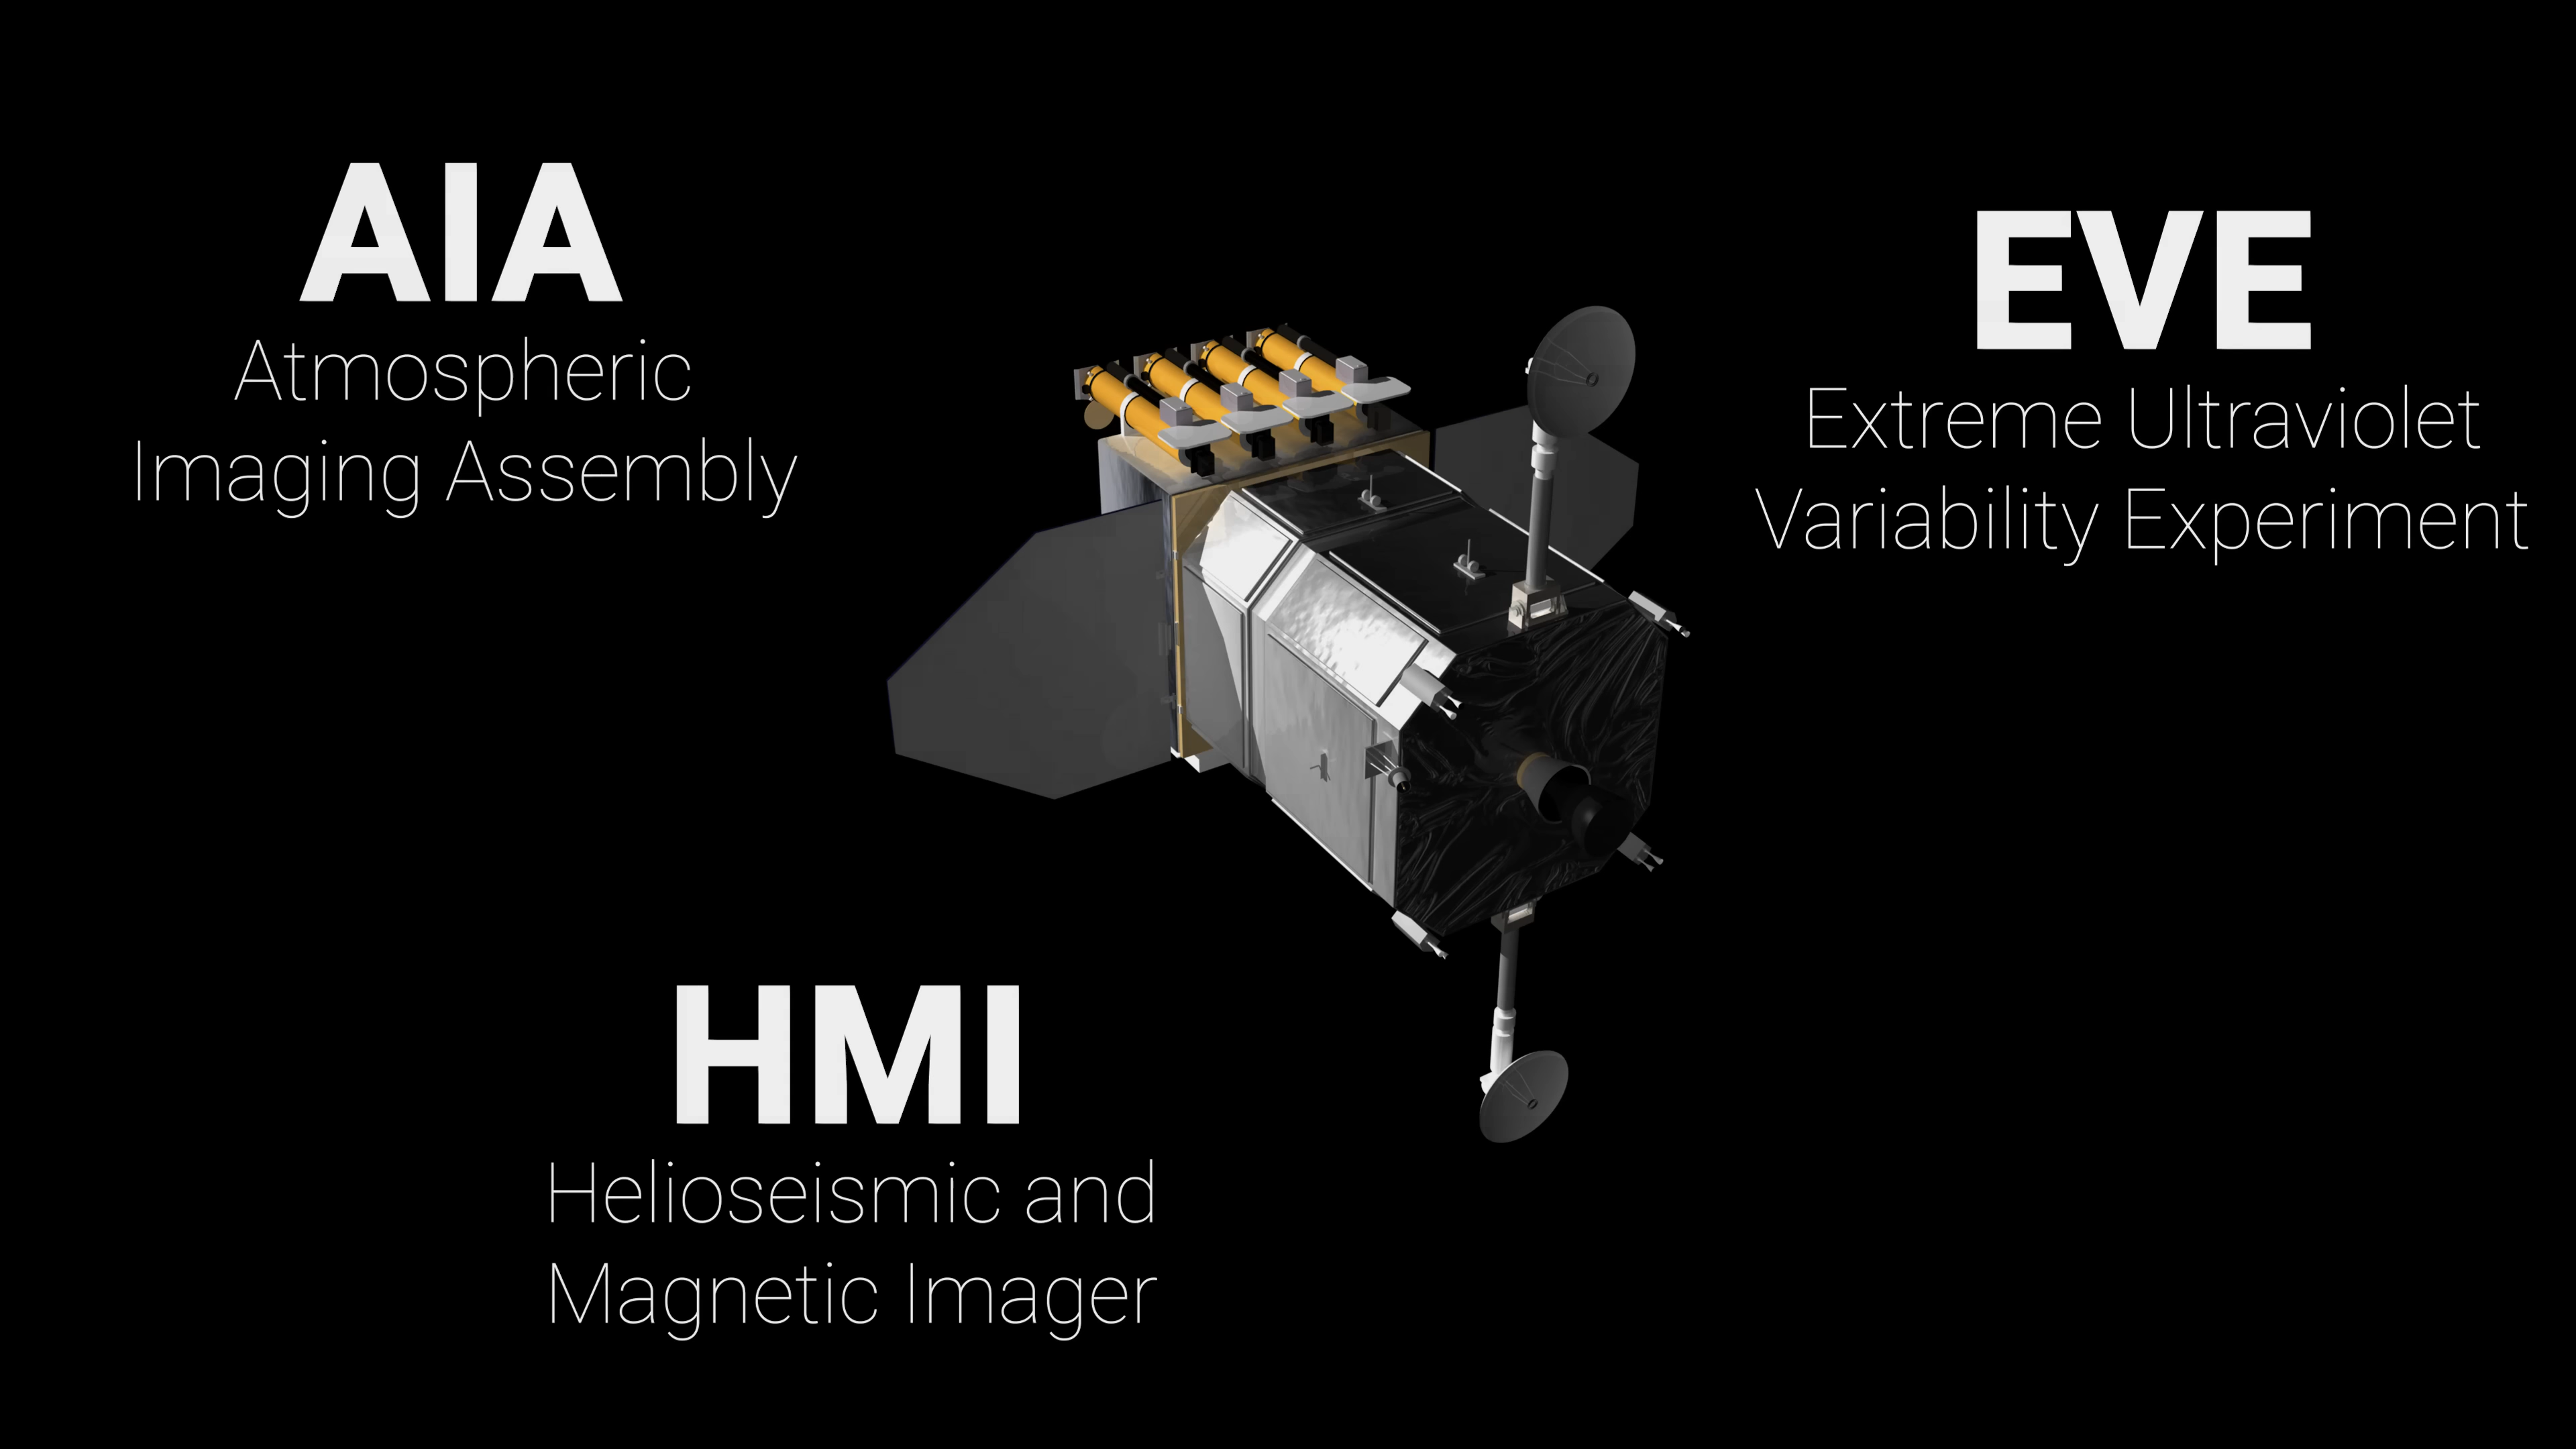 AIA
Atmospheric
Imaging Assembly
EVE
Extreme Ultraviolet
Variability Experiment
HMI
Helioseismic and
Magnetic Imager